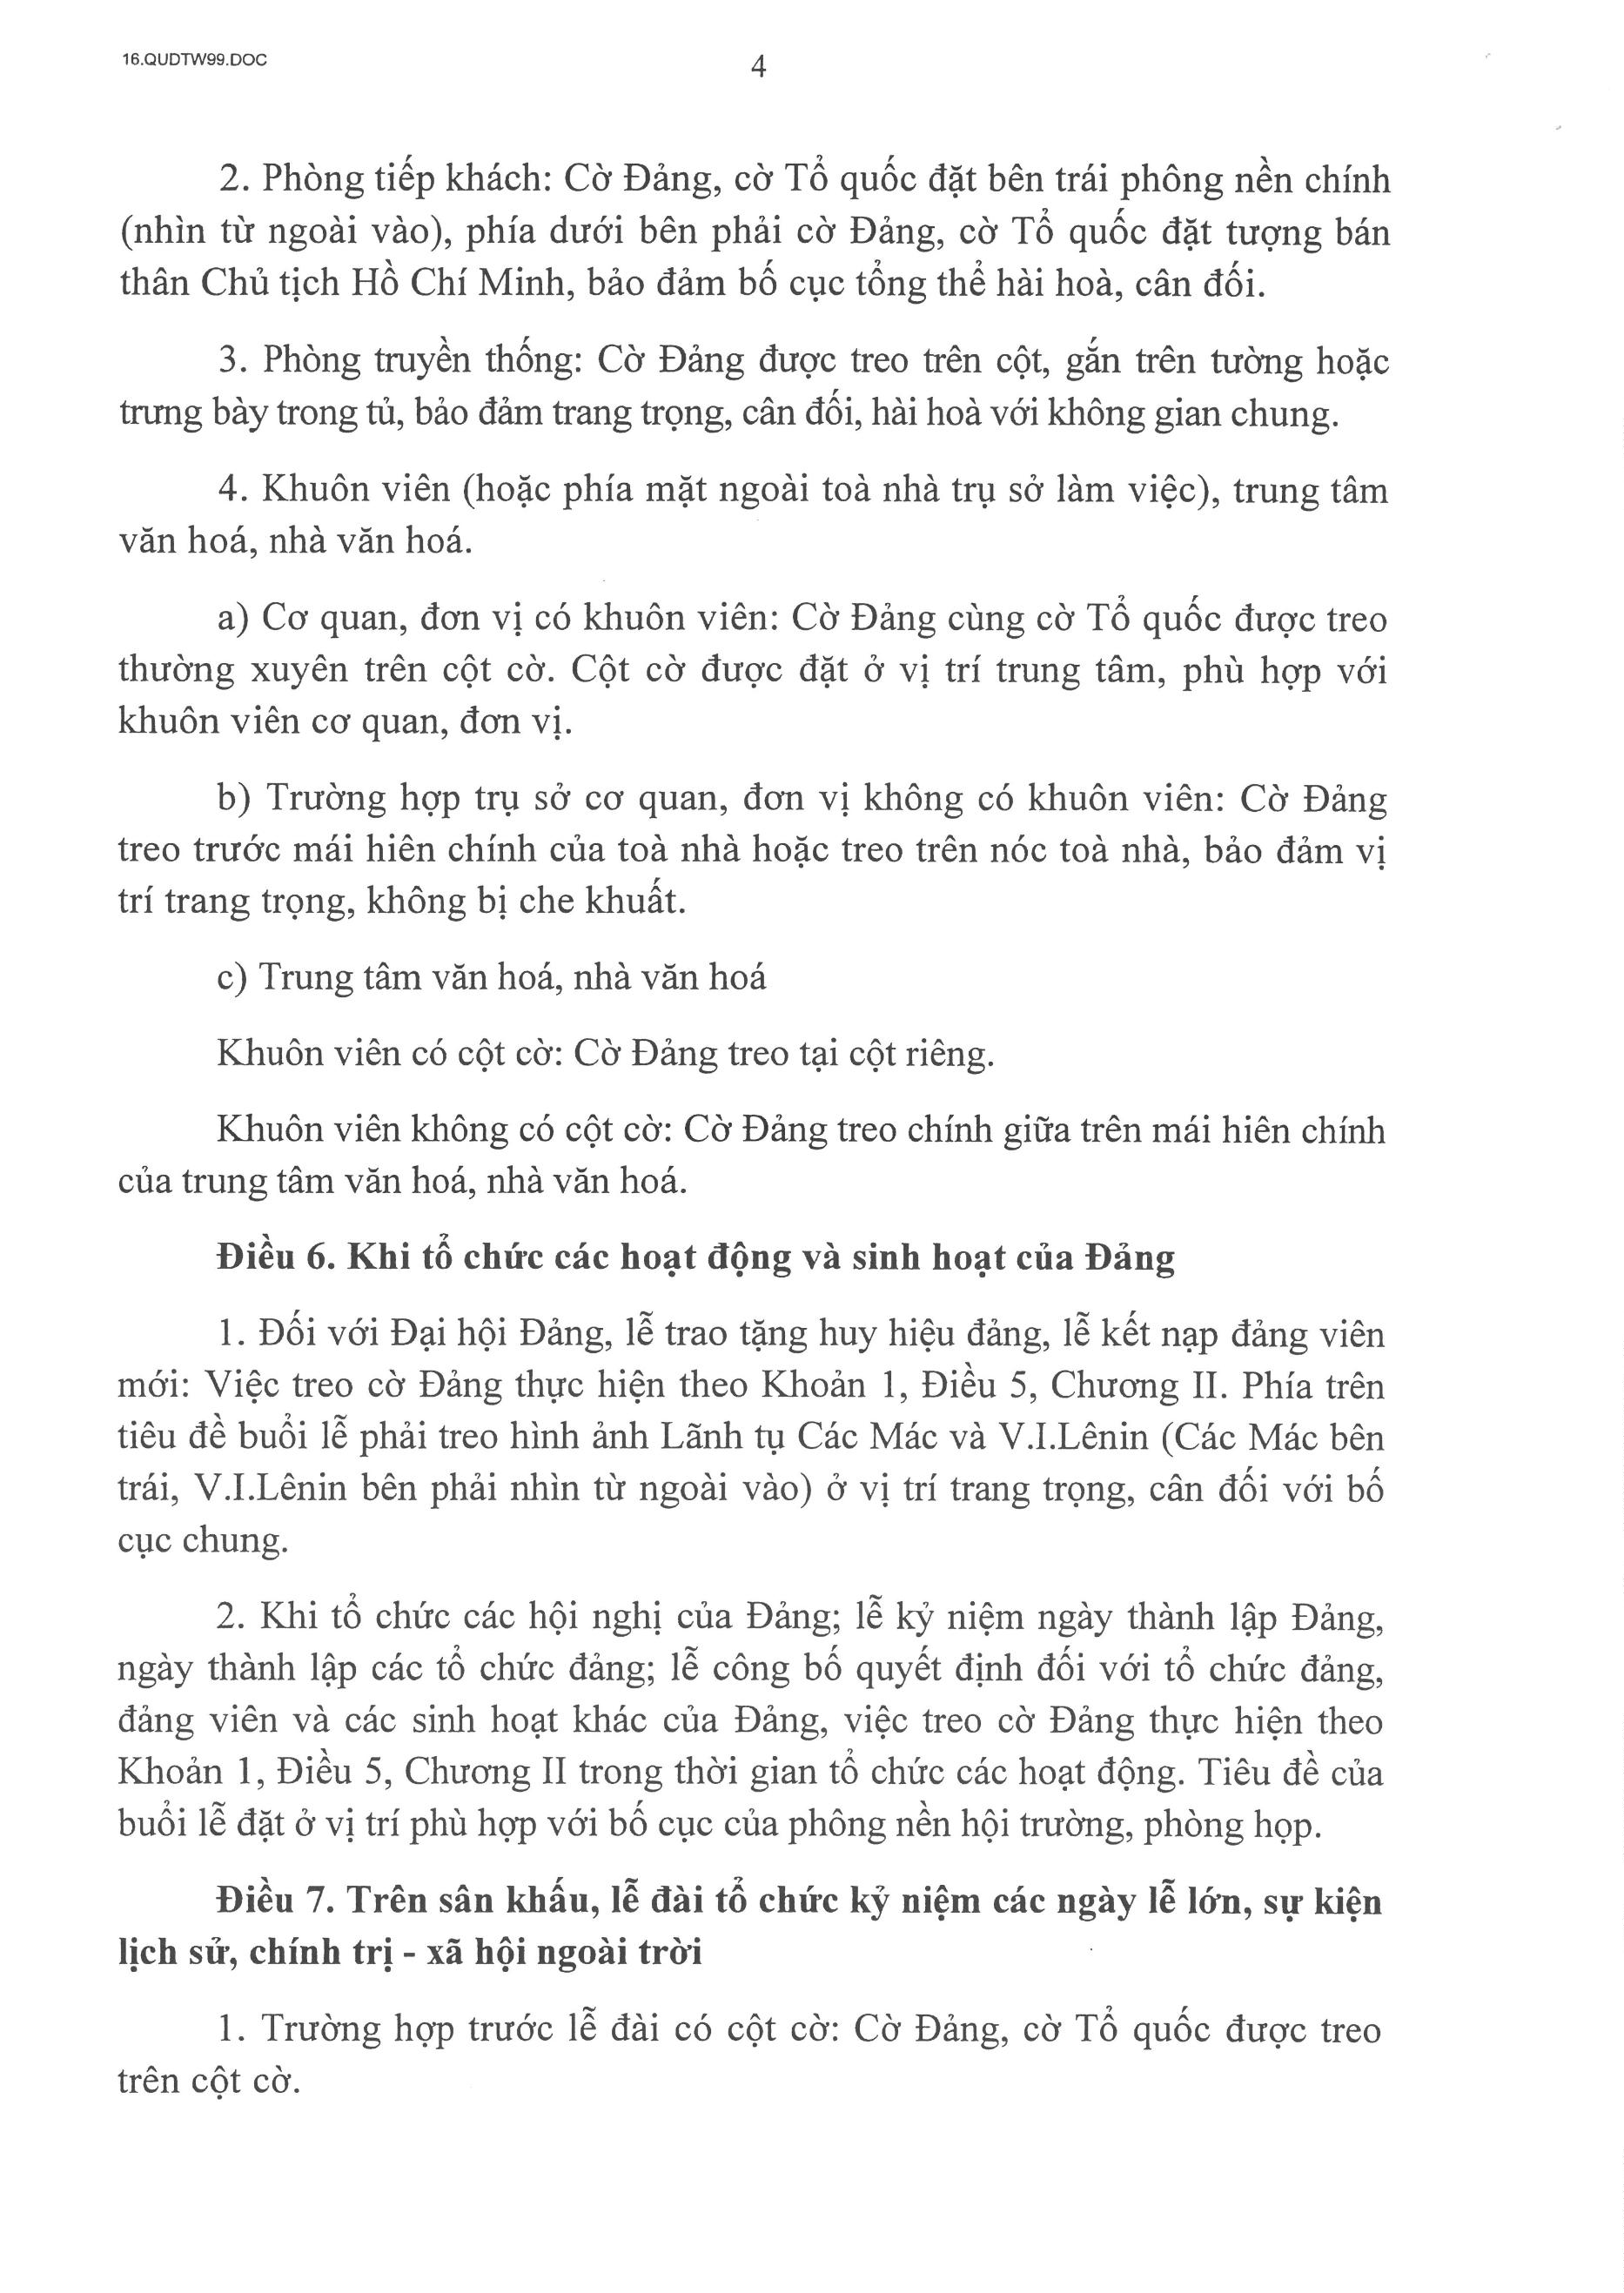 16.QUDTW99.DOC
4
2. Phòng tiếp khách: Cờ Đảng, cờ Tổ quốc đặt bên trái phông nền chính
(nhìn từ ngoài vào), phía dưới bên phải cờ Đảng, cờ Tổ quốc đặt tượng bán
thân Chủ tịch Hồ Chí Minh, bảo đảm bố cục tổng thể hài hoà, cân đối.
3. Phòng truyền thống: Cờ Đảng được treo trên cột, gắn trên tường hoặc
trưng bày trong tủ, bảo đảm trang trọng, cân đối, hài hoà với không gian chung.
4. Khuôn viên (hoặc phía mặt ngoài toà nhà trụ sở làm việc), trung tâm
văn hoá, nhà văn hoá.
a) Cơ quan, đơn vị có khuôn viên: Cờ Đảng cùng cờ Tổ quốc được treo
thường xuyên trên cột cờ. Cột cờ được đặt ở vị trí trung tâm, phù hợp với
khuôn viên cơ quan, đơn vị.
b) Trường hợp trụ sở cơ quan, đơn vị không có khuôn viên: Cờ Đảng
treo trước mái hiên chính của toà nhà hoặc treo trên nóc toà nhà, bảo đảm vị
trí trang trọng, không bị che khuất.
c) Trung tâm văn hoá, nhà văn hoá
Khuôn viên có cột cờ: Cờ Đảng treo tại cột riêng.
Khuôn viên không có cột cờ: Cờ Đảng treo chính giữa trên mái hiên chính
của trung tâm văn hoá, nhà văn hoá.
Điều 6. Khi tổ chức các hoạt động và sinh hoạt của Đảng
1. Đối với Đại hội Đảng, lễ trao tặng huy hiệu đảng, lễ kết nạp đảng viên
mới: Việc treo cờ Đảng thực hiện theo Khoản 1, Điều 5, Chương II. Phía trên
tiêu đề buổi lễ phải treo hình ảnh Lãnh tụ Các Mác và V.I.Lênin (Các Mác bên
trái, V.I.Lênin bên phải nhìn từ ngoài vào) ở vị trí trang trọng, cân đối với bố
cục chung.
2. Khi tổ chức các hội nghị của Đảng; lễ kỷ niệm ngày thành lập Đảng,
ngày thành lập các tổ chức đảng; lễ công bố quyết định đối với tổ chức đảng,
đảng viên và các sinh hoạt khác của Đảng, việc treo cờ Đảng thực hiện theo
Khoản 1, Điều 5, Chương II trong thời gian tổ chức các hoạt động. Tiêu đề của
buổi lễ đặt ở vị trí phù hợp với bố cục của phông nền hội trường, phòng họp.
Điều 7. Trên sân khấu, lễ đài tổ chức kỷ niệm các ngày lễ lớn, sự kiện
lịch sử, chính trị - xã hội ngoài trời
1. Trường hợp trước lễ đài có cột cờ: Cờ Đảng, cờ Tổ quốc được treo
trên cột cờ.